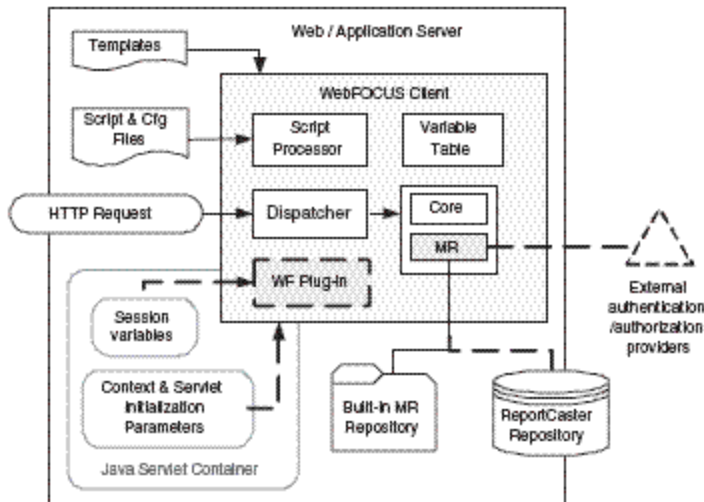 Web / Application Server
Templates
WebFOCUS Client
Script & Cfg
Files
Script
Processor
Variable
Table
HTTP Request
Dispatcher
Core
MR
WF Plug-In
Session
variables
External
authentication
/authorization
providers
Context & Servlet
Initialization
Parameters
Built-In MR
Repository
ReportCaster
Repository
Java Servlet Container